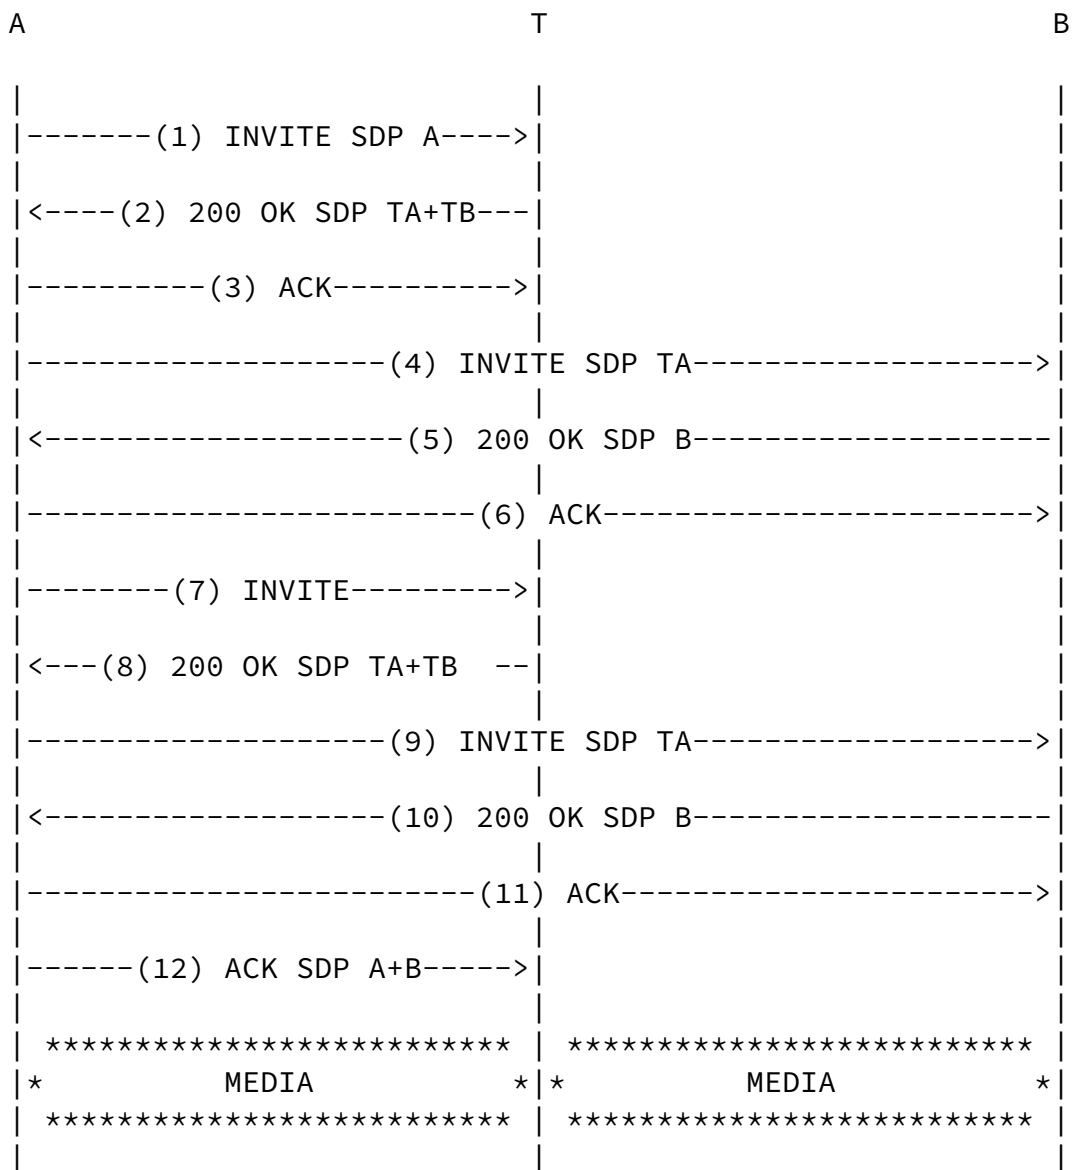 A T B
|-------(1) INVITE SDP A---->|
|<----(2) 200 OK SDP TA+TB---|
|----------(3) ACK---------->|
|--------------------(4) INVITE SDP TA------------------->|
|<---------------------(5) 200 OK SDP B--------------------|
|-------------------------(6) ACK------------------------>|
|--------(7) INVITE--------->|
|<---(8) 200 OK SDP TA+TB  --|
|--------------------(9) INVITE SDP TA------------------->|
|<--------------------(10) 200 OK SDP B--------------------|
|-------------------------(11) ACK----------------------->|
|------(12) ACK SDP A+B----->|
| ************************** | ************************** |
|* MEDIA *|* MEDIA *|
| ************************** | ************************** |